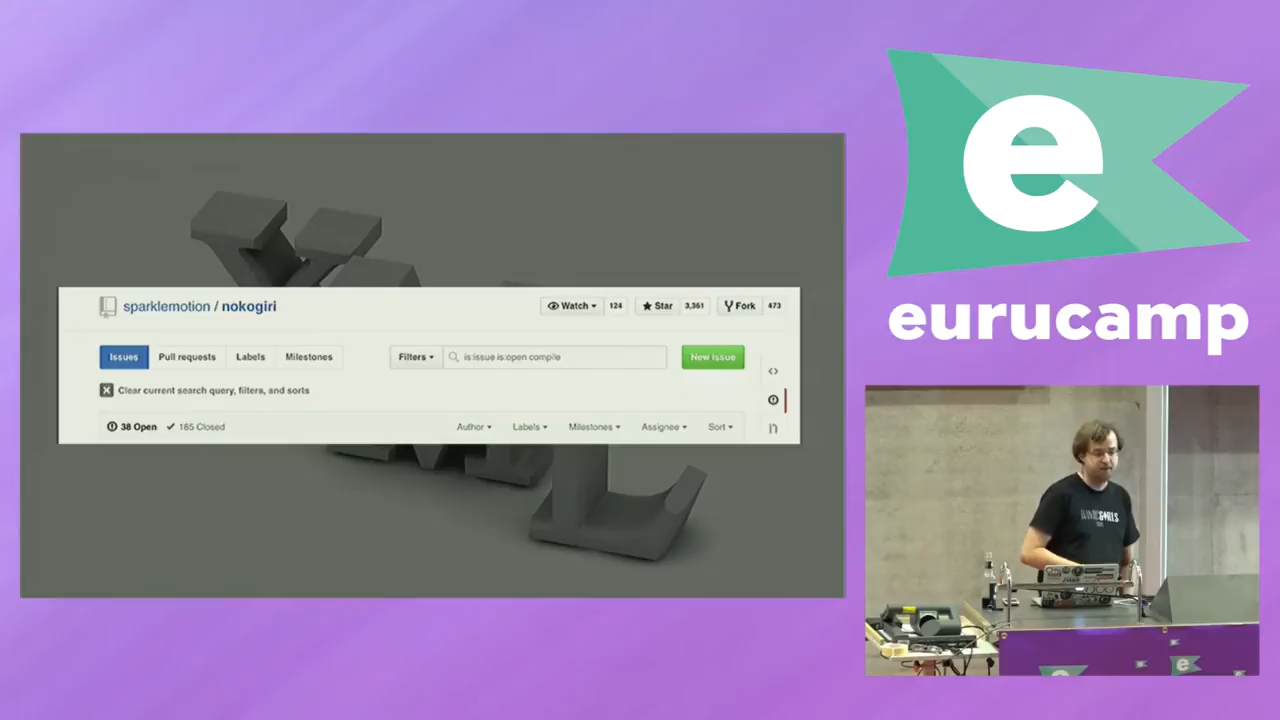 sparklemotion / nokogiri
Watch 124 Star 3,361 Fork 473
Issues Pull requests Labels Milestones Filters is:issue is:open compile New issue
Clear current search query, filters, and sorts
38 Open 185 Closed Author Labels Milestones Assignee Sort
e
eurucamp
e